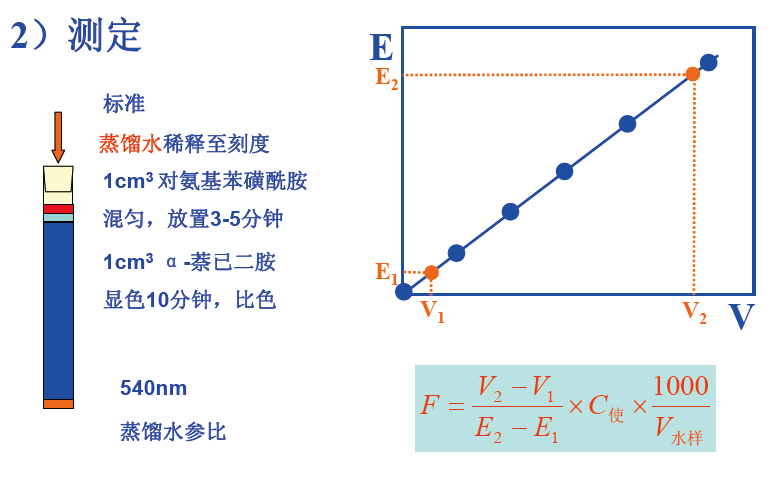 2）测定
标准
蒸馏水稀释至刻度
1cm³ 对氨基苯磺酰胺
混匀，放置3-5分钟
1cm³ α-萘已二胺
显色10分钟，比色
540nm
蒸馏水参比
E
E₂
E₁
V₁
V₂
V
F = (V₂ − V₁)/(E₂ − E₁) × C使 × 1000/V水样